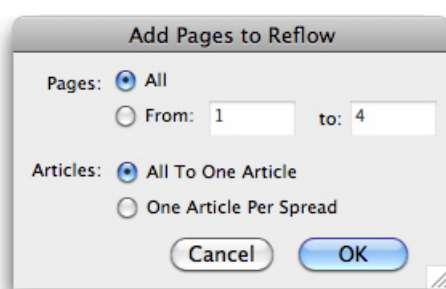 Add Pages to Reflow
Pages: All
From: 1 to: 4
Articles: All To One Article
One Article Per Spread
Cancel OK